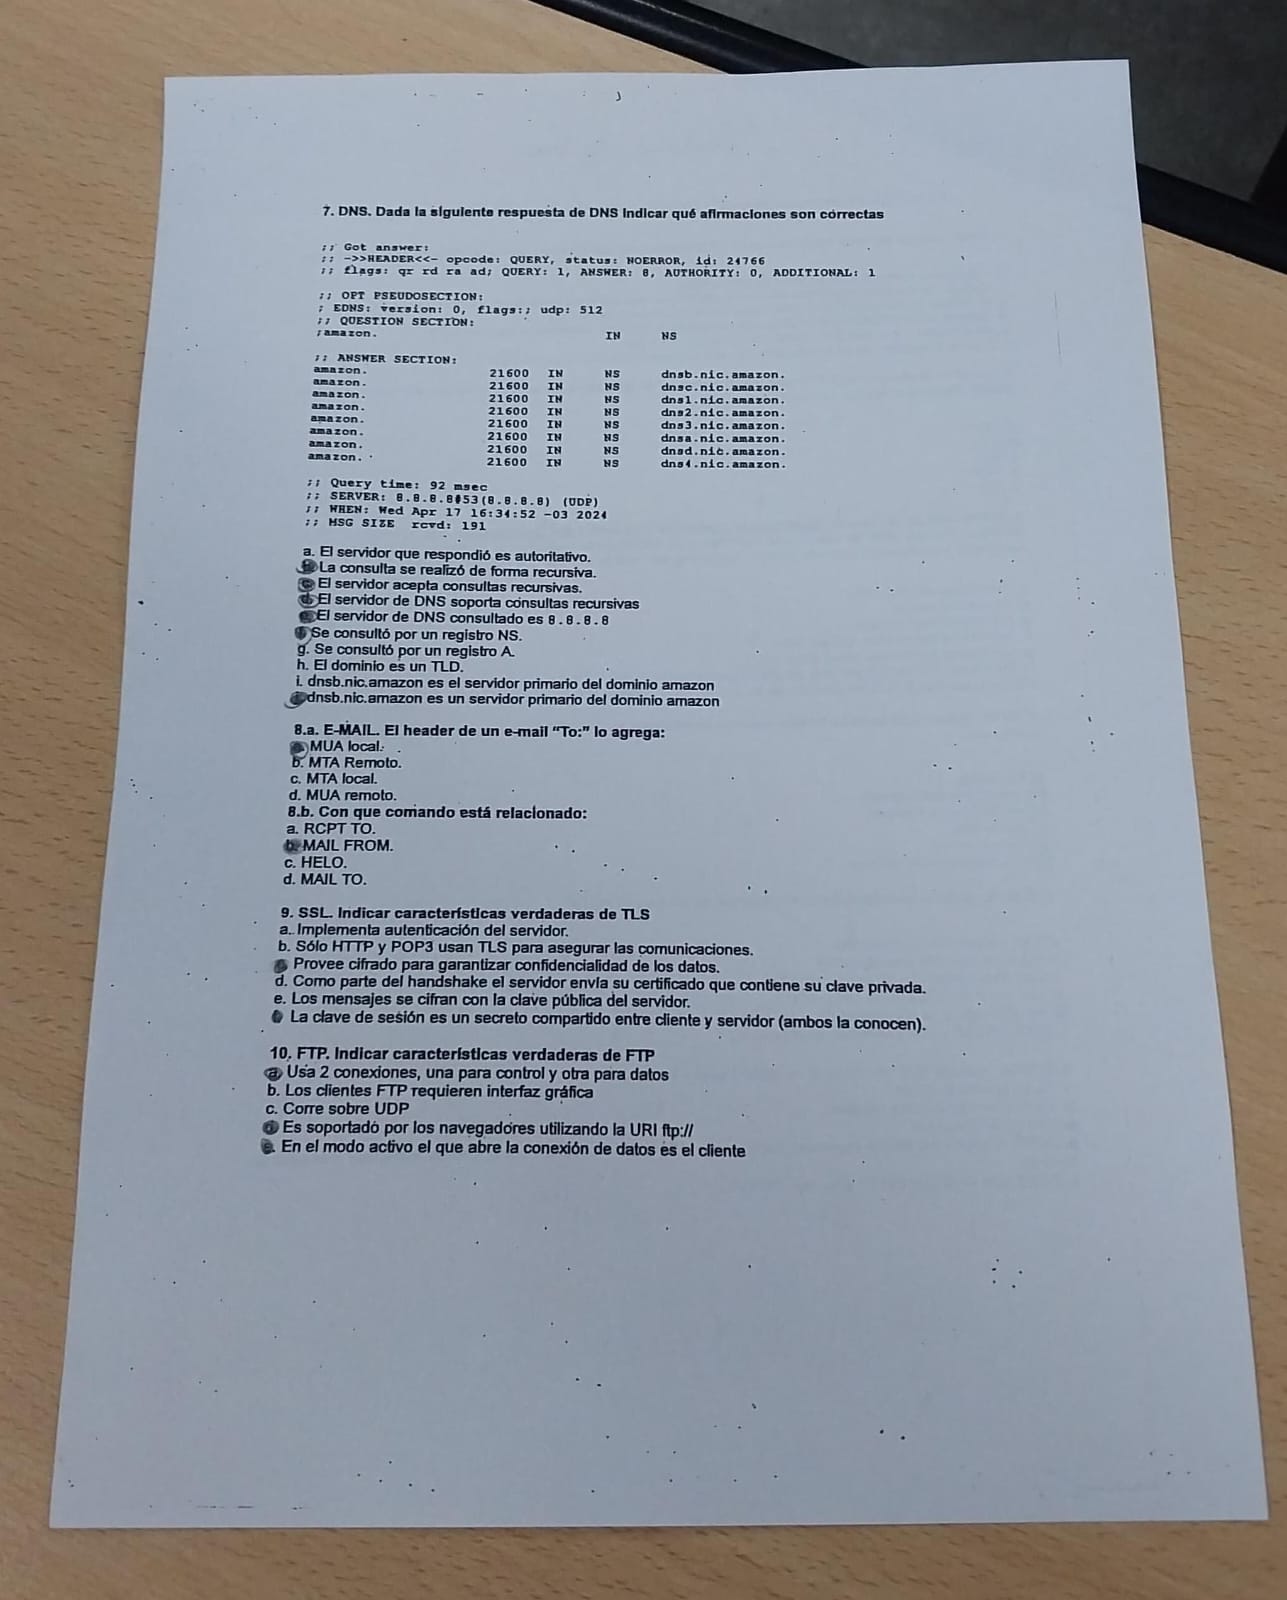 7. DNS. Dada la siguiente respuesta de DNS indicar qué afirmaciones son correctas
;; Got answer:
;; ->>HEADER<<- opcode: QUERY, status: NOERROR, id: 24766
;; flags: qr rd ra ad; QUERY: 1, ANSWER: 8, AUTHORITY: 0, ADDITIONAL: 1
;; OPT PSEUDOSECTION:
; EDNS: version: 0, flags:; udp: 512
;; QUESTION SECTION:
;amazon. IN NS
;; ANSWER SECTION:
amazon. 21600 IN NS dnsb.nic.amazon.
amazon. 21600 IN NS dnsc.nic.amazon.
amazon. 21600 IN NS dns1.nic.amazon.
amazon. 21600 IN NS dns2.nic.amazon.
amazon. 21600 IN NS dns3.nic.amazon.
amazon. 21600 IN NS dnsa.nic.amazon.
amazon. 21600 IN NS dnsd.nic.amazon.
amazon. 21600 IN NS dns4.nic.amazon.
;; Query time: 92 msec
;; SERVER: 8.8.8.8#53(8.8.8.8) (UDP)
;; WHEN: Wed Apr 17 16:34:52 -03 2024
;; MSG SIZE rcvd: 191
a. El servidor que respondió es autoritativo.
La consulta se realizó de forma recursiva.
c. El servidor acepta consultas recursivas.
d. El servidor de DNS soporta consultas recursivas
e. El servidor de DNS consultado es 8.8.8.8
f. Se consultó por un registro NS.
g. Se consultó por un registro A.
h. El dominio es un TLD.
i. dnsb.nic.amazon es el servidor primario del dominio amazon
dnsb.nic.amazon es un servidor primario del dominio amazon
8.a. E-MAIL. El header de un e-mail "To:" lo agrega:
a. MUA local.
b. MTA Remoto.
c. MTA local.
d. MUA remoto.
8.b. Con que comando está relacionado:
a. RCPT TO.
b. MAIL FROM.
c. HELO.
d. MAIL TO.
9. SSL. Indicar características verdaderas de TLS
a. Implementa autenticación del servidor.
b. Sólo HTTP y POP3 usan TLS para asegurar las comunicaciones.
c. Provee cifrado para garantizar confidencialidad de los datos.
d. Como parte del handshake el servidor envía su certificado que contiene su clave privada.
e. Los mensajes se cifran con la clave pública del servidor.
La clave de sesión es un secreto compartido entre cliente y servidor (ambos la conocen).
10. FTP. Indicar características verdaderas de FTP
a. Usa 2 conexiones, una para control y otra para datos
b. Los clientes FTP requieren interfaz gráfica
c. Corre sobre UDP
d. Es soportado por los navegadores utilizando la URI ftp://
e. En el modo activo el que abre la conexión de datos es el cliente